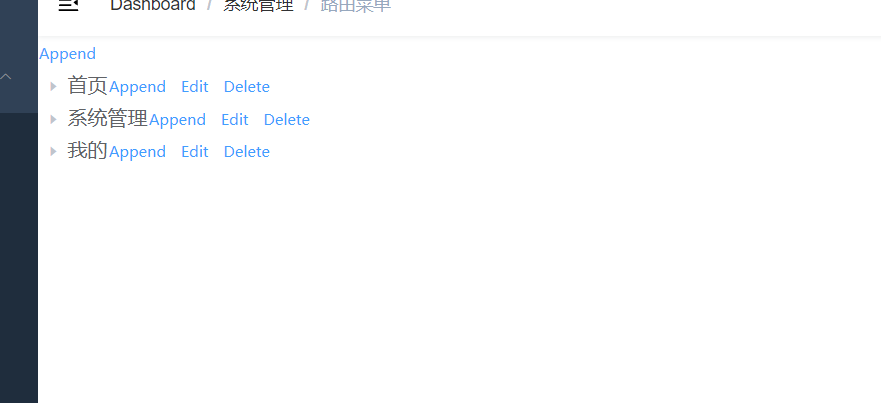 Dashboard / 系统管理 / 路由菜单
Append
首页Append Edit Delete
系统管理Append Edit Delete
我的Append Edit Delete